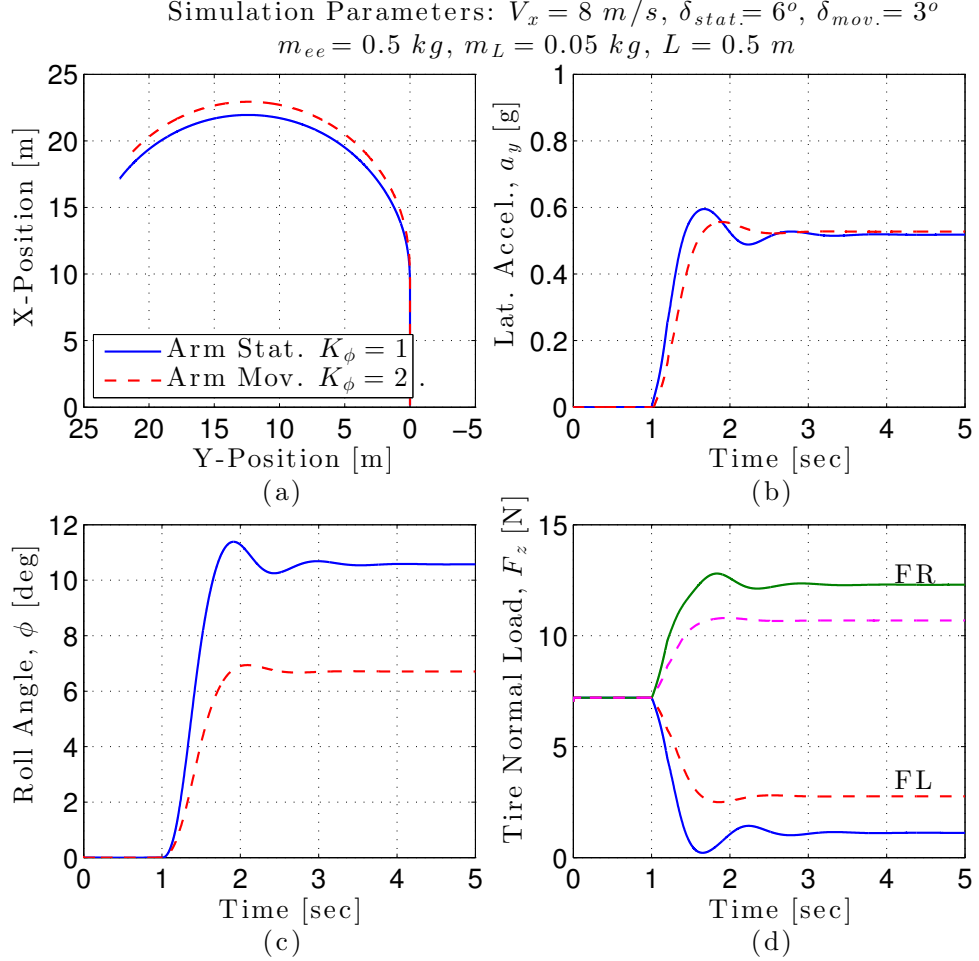 Simulation Parameters: V_x = 8 m/s, δ_stat. = 6°, δ_mov. = 3°
m_ee = 0.5 kg, m_L = 0.05 kg, L = 0.5 m
25
20
15
10
5
0
X-Position [m]
25 20 15 10 5 0 −5
Y-Position [m]
Arm Stat. K_ϕ = 1
Arm Mov. K_ϕ = 2 .
(a)
1
0.8
0.6
0.4
0.2
0
Lat. Accel., a_y [g]
0 1 2 3 4 5
Time [sec]
(b)
12
10
8
6
4
2
0
Roll Angle, ϕ [deg]
0 1 2 3 4 5
Time [sec]
(c)
15
10
5
0
Tire Normal Load, F_z [N]
FR
FL
0 1 2 3 4 5
Time [sec]
(d)